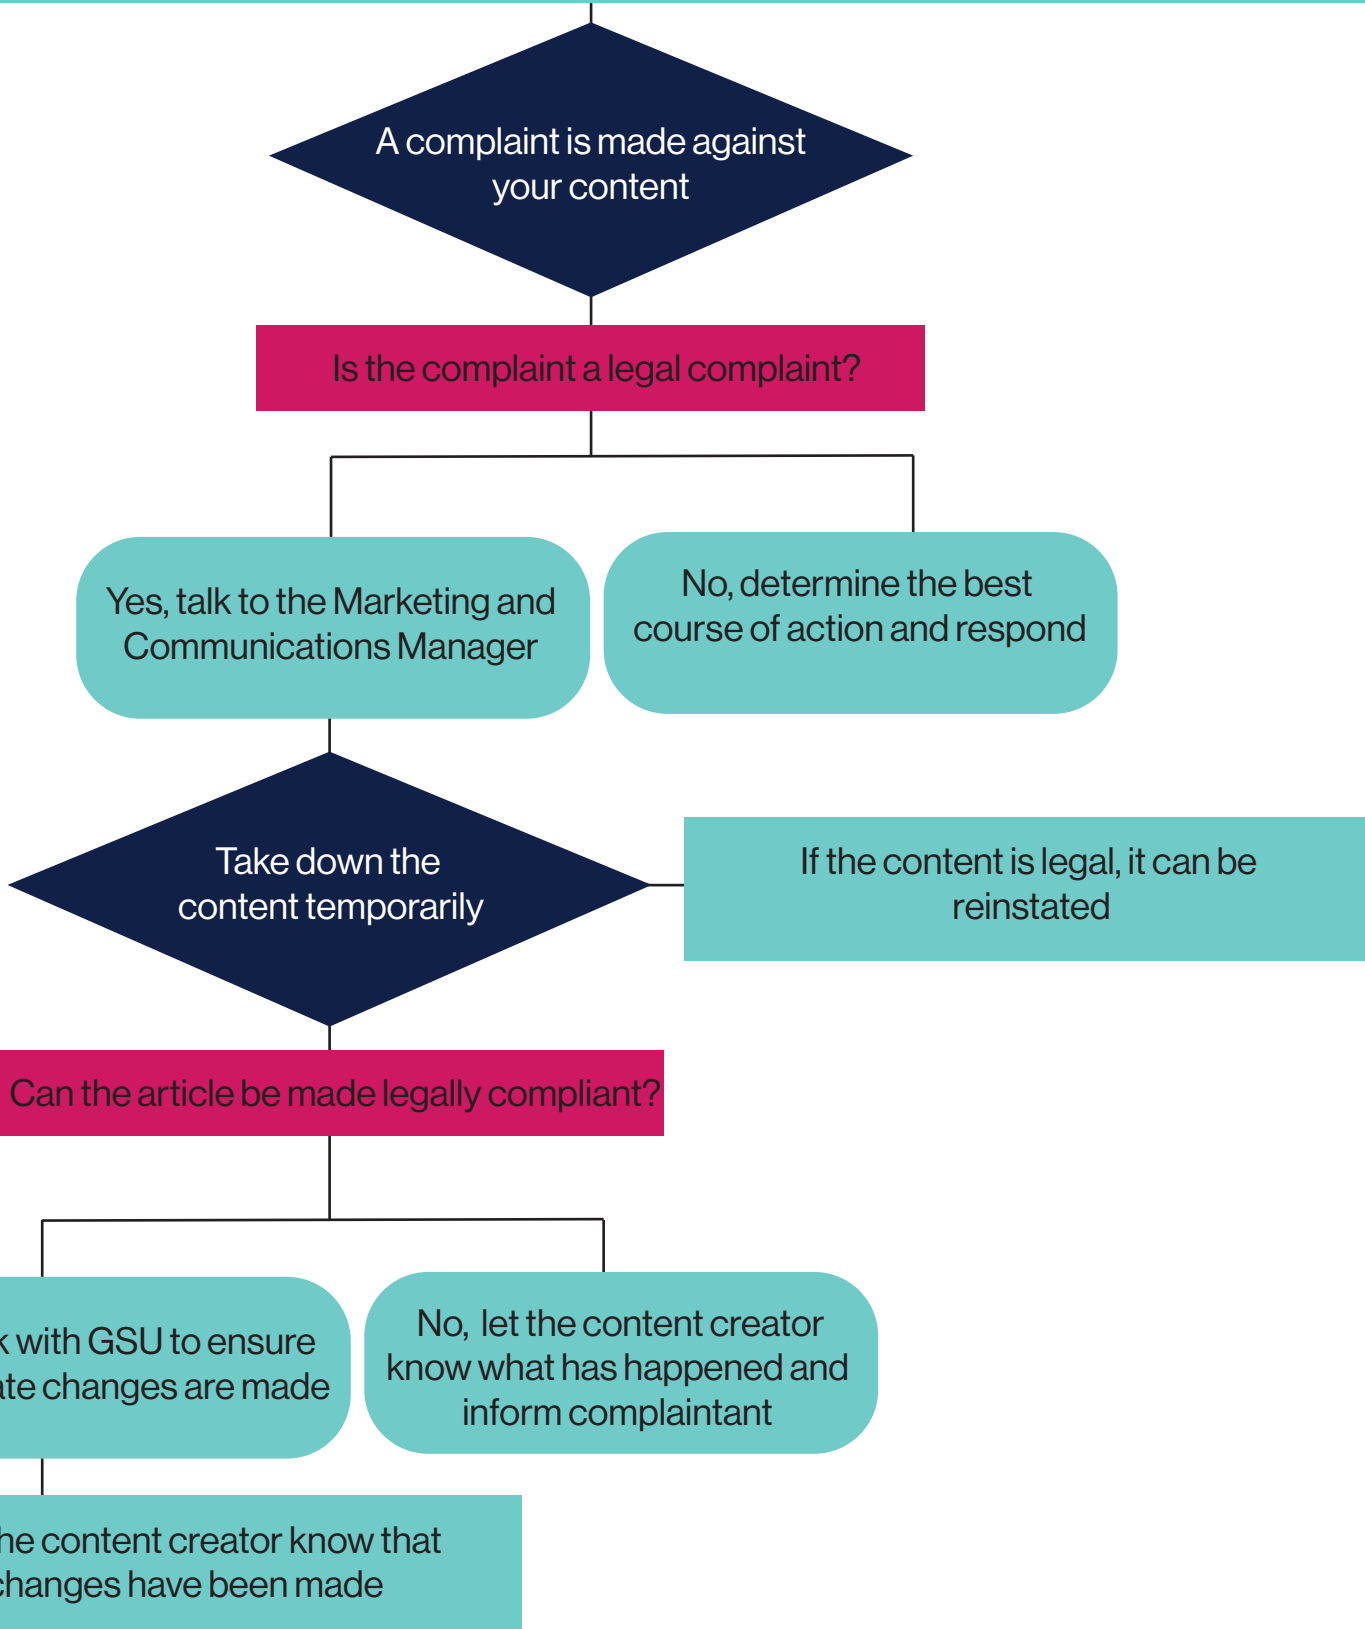 A complaint is made against
your content
Is the complaint a legal complaint?
Yes, talk to the Marketing and
Communications Manager
No, determine the best
course of action and respond
Take down the
content temporarily
If the content is legal, it can be
reinstated
Can the article be made legally compliant?
with GSU to ensure
changes are made
No, let the content creator
know what has happened and
inform complaintant
content creator know that
changes have been made